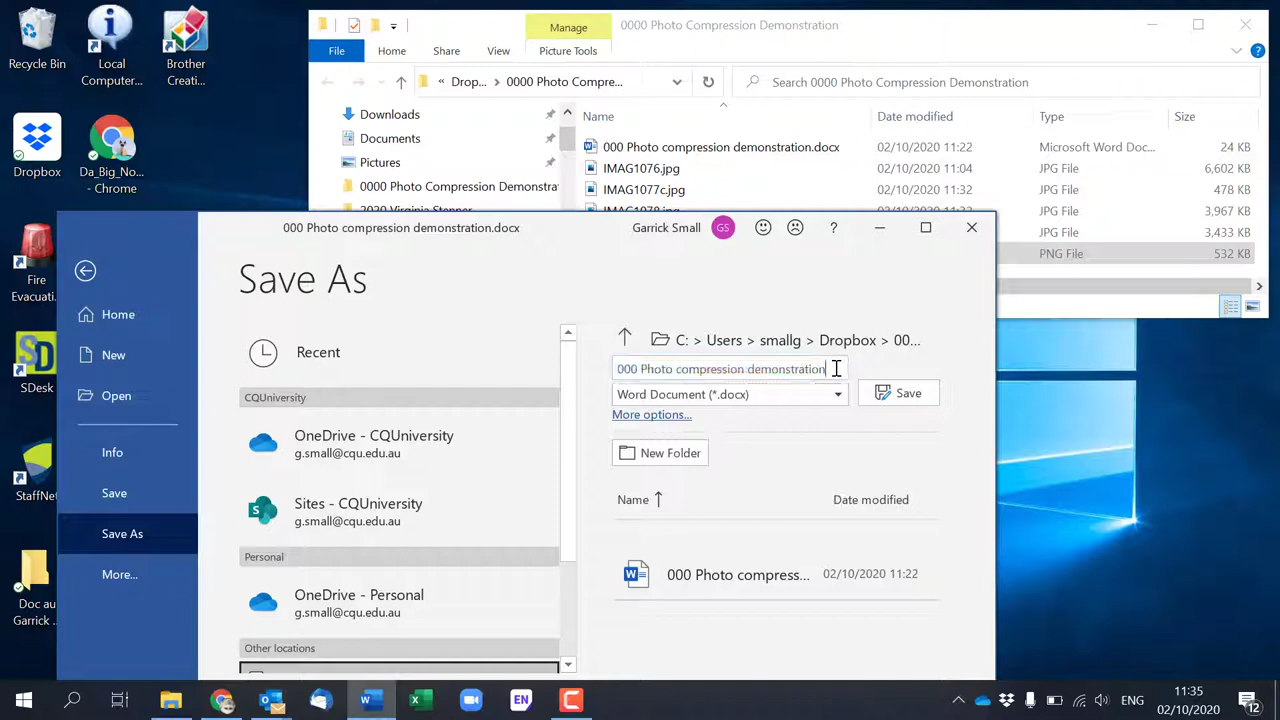 Recycle Bin
Local
Computer...
Brother
Creati...
Dropbox
Da_Big_No...
- Chrome
Fire
Evacuati...
SDesk
StaffNet
Doc au
Garrick
Manage
0000 Photo Compression Demonstration
File
Home
Share
View
Picture Tools
« Drop... > 0000 Photo Compre...
Search 0000 Photo Compression Demonstration
Downloads
Documents
Pictures
0000 Photo Compression Demonstra
2020 Virginia Stepper
Name
Date modified
Type
Size
000 Photo compression demonstration.docx 02/10/2020 11:22 Microsoft Word Doc... 24 KB
IMAG1076.jpg 02/10/2020 11:04 JPG File 6,602 KB
IMAG1077c.jpg 02/10/2020 11:32 JPG File 478 KB
IMAG1078.jpg JPG File 3,967 KB
JPG File 3,433 KB
PNG File 532 KB
000 Photo compression demonstration.docx
Garrick Small
GS
?
Home
New
Open
Info
Save
Save As
More...
Save As
Recent
CQUniversity
OneDrive - CQUniversity
g.small@cqu.edu.au
Sites - CQUniversity
g.small@cqu.edu.au
Personal
OneDrive - Personal
g.small@cqu.edu.au
Other locations
C: > Users > smallg > Dropbox > 00...
000 Photo compression demonstration
Word Document (*.docx)
Save
More options...
New Folder
Name
Date modified
000 Photo compress... 02/10/2020 11:22
EN
ENG
11:35
02/10/2020
12